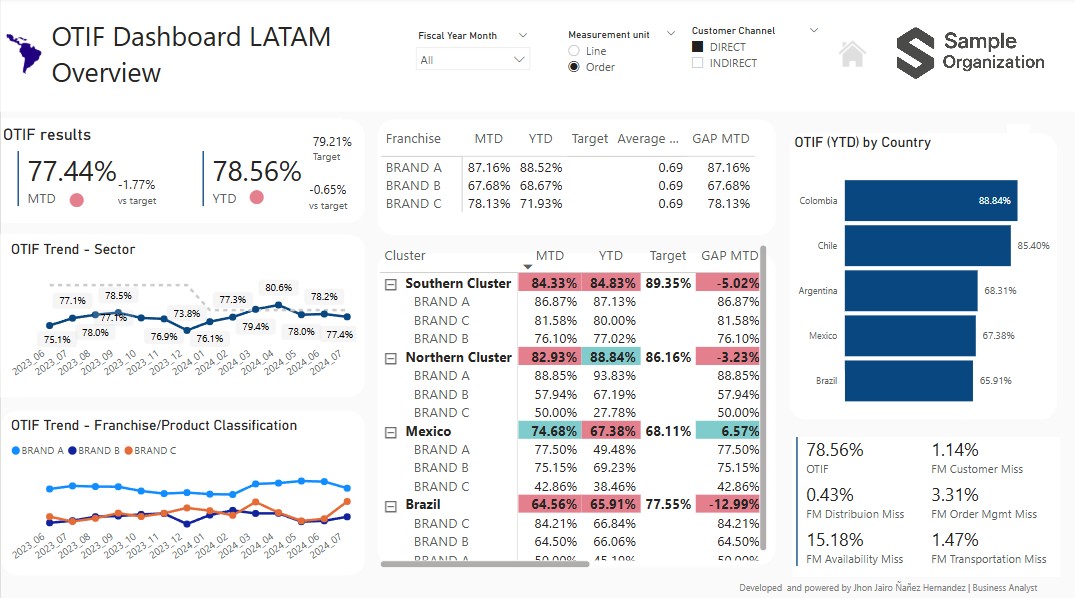 OTIF Dashboard LATAM
Overview
Fiscal Year Month
All
Measurement unit
Line
Order
Customer Channel
DIRECT
INDIRECT
Sample
Organization
OTIF results
77.44%
MTD
-1.77%
vs target
78.56%
YTD
79.21%
Target
-0.65%
vs target
OTIF Trend - Sector
77.1% 78.5% 77.1% 73.8% 77.3% 80.6% 78.2%
75.1% 78.0% 76.9% 76.1% 79.4% 78.0% 77.4%
2023_06 2023_07 2023_08 2023_09 2023_10 2023_11 2023_12 2024_01 2024_02 2024_03 2024_04 2024_05 2024_06 2024_07
OTIF Trend - Franchise/Product Classification
BRAND A BRAND B BRAND C
2023_06 2023_07 2023_08 2023_09 2023_10 2023_11 2023_12 2024_01 2024_02 2024_03 2024_04 2024_05 2024_06 2024_07
Franchise MTD YTD Target Average ... GAP MTD
BRAND A 87.16% 88.52% 0.69 87.16%
BRAND B 67.68% 68.67% 0.69 67.68%
BRAND C 78.13% 71.93% 0.69 78.13%
Cluster MTD YTD Target GAP MTD
Southern Cluster 84.33% 84.83% 89.35% -5.02%
BRAND A 86.87% 87.13% 86.87%
BRAND C 81.58% 80.00% 81.58%
BRAND B 76.10% 77.02% 76.10%
Northern Cluster 82.93% 88.84% 86.16% -3.23%
BRAND A 88.85% 93.83% 88.85%
BRAND B 57.94% 67.19% 57.94%
BRAND C 50.00% 27.78% 50.00%
Mexico 74.68% 67.38% 68.11% 6.57%
BRAND A 77.50% 49.48% 77.50%
BRAND B 75.15% 69.23% 75.15%
BRAND C 42.86% 38.46% 42.86%
Brazil 64.56% 65.91% 77.55% -12.99%
BRAND C 84.21% 66.84% 84.21%
BRAND B 64.50% 66.06% 64.50%
BRAND A 50.00% 45.19% 50.00%
OTIF (YTD) by Country
Colombia 88.84%
Chile 85.40%
Argentina 68.31%
Mexico 67.38%
Brazil 65.91%
78.56% 1.14%
OTIF FM Customer Miss
0.43% 3.31%
FM Distribuion Miss FM Order Mgmt Miss
15.18% 1.47%
FM Availability Miss FM Transportation Miss
Developed and powered by Jhon Jairo Ñañez Hernandez | Business Analyst